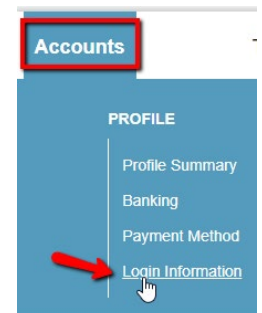 Accounts
PROFILE
Profile Summary
Banking
Payment Method
Login Information